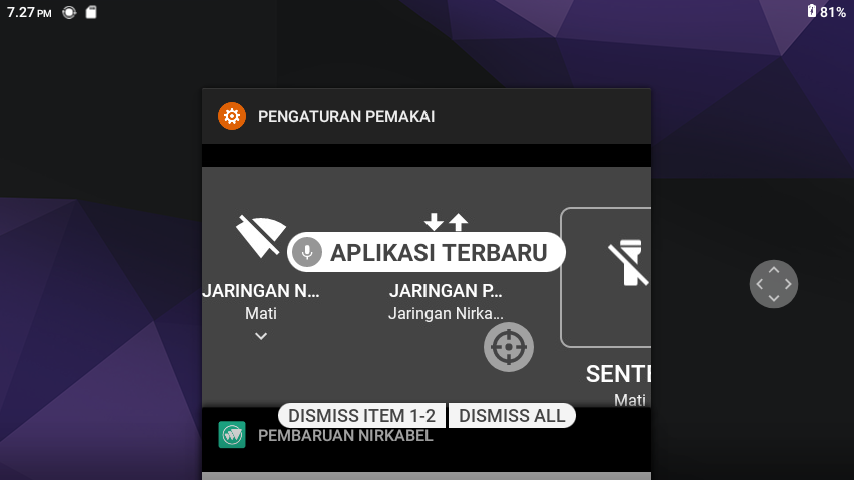 7.27 PM
81%
PENGATURAN PEMAKAI
APLIKASI TERBARU
JARINGAN N...
JARINGAN P...
Mati
Jaringan Nirka...
SENTE
Mati
DISMISS ITEM 1-2
DISMISS ALL
PEMBARUAN NIRKABEL